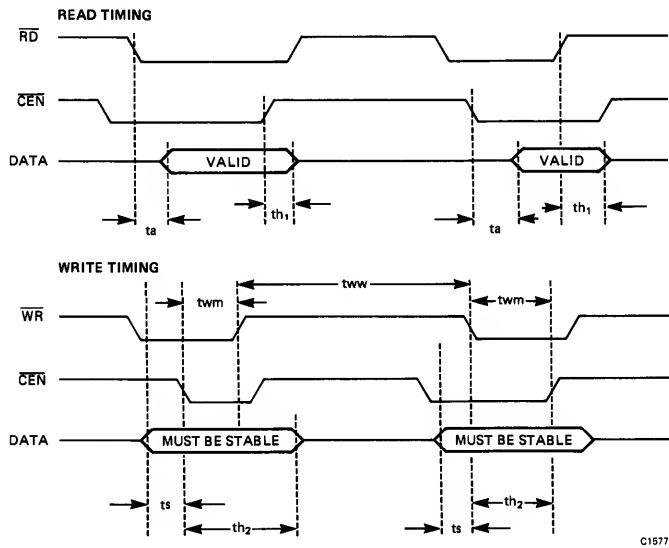 READ TIMING
RD
CEN
DATA
VALID
VALID
ta
th₁
ta
th₁
WRITE TIMING
twm
tww
twm
WR
CEN
DATA
MUST BE STABLE
MUST BE STABLE
ts
th₂
ts
th₂
C1577